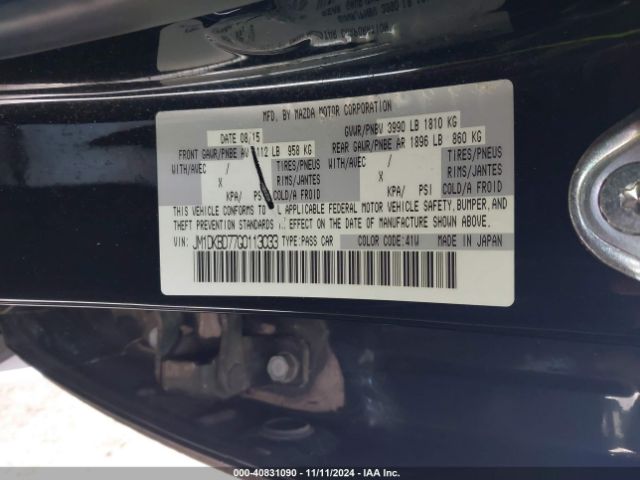 MFD. BY MAZDA MOTOR CORPORATION
DATE 08/15 GVWR/PNBV 3990 LB 1810 KG
FRONT GAWR/PNBE AV 2112 LB 958 KG REAR GAWR/PNBE AR 1896 LB 860 KG
WITH/AVEC / TIRES/PNEUS WITH/AVEC / TIRES/PNEUS
X RIMS/JANTES X RIMS/JANTES
KPA/ PSI COLD/A FROID KPA/ PSI COLD/A FROID
THIS VEHICLE CONFORMS TO APPLICABLE FEDERAL MOTOR VEHICLE SAFETY, BUMPER, AND
THEFT PREVENTION STANDARDS EFFECT ON THE DATE OF MANUFACTURE SHOWN ABOVE.
VIN: JM1DKBD77G0113033 TYPE:PASS CAR COLOR CODE:41W MADE IN JAPAN
000-40831090 - 11/11/2024 - IAA Inc.